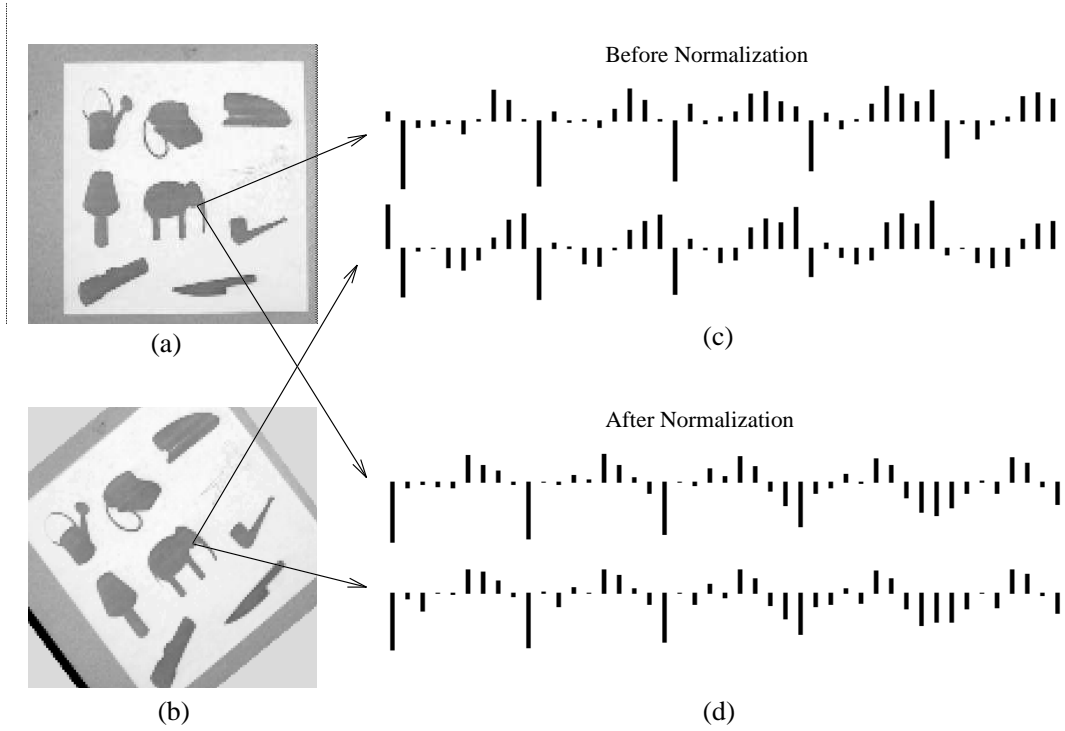 Before Normalization
(a)
(c)
After Normalization
(b)
(d)